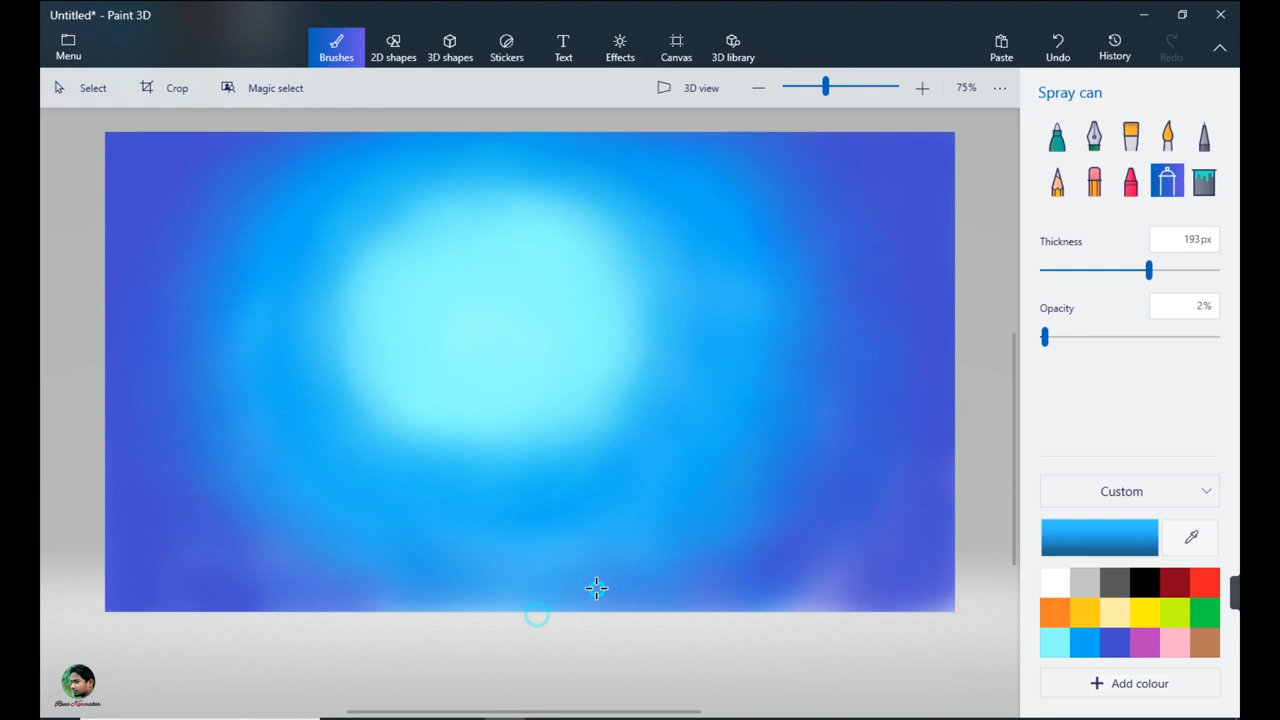 Untitled* - Paint 3D
Menu
Brushes
2D shapes
3D shapes
Stickers
Text
Effects
Canvas
3D library
Paste
Undo
History
Redo
Select
Crop
Magic select
3D view
75%
Spray can
Thickness
193px
Opacity
2%
Custom
Add colour